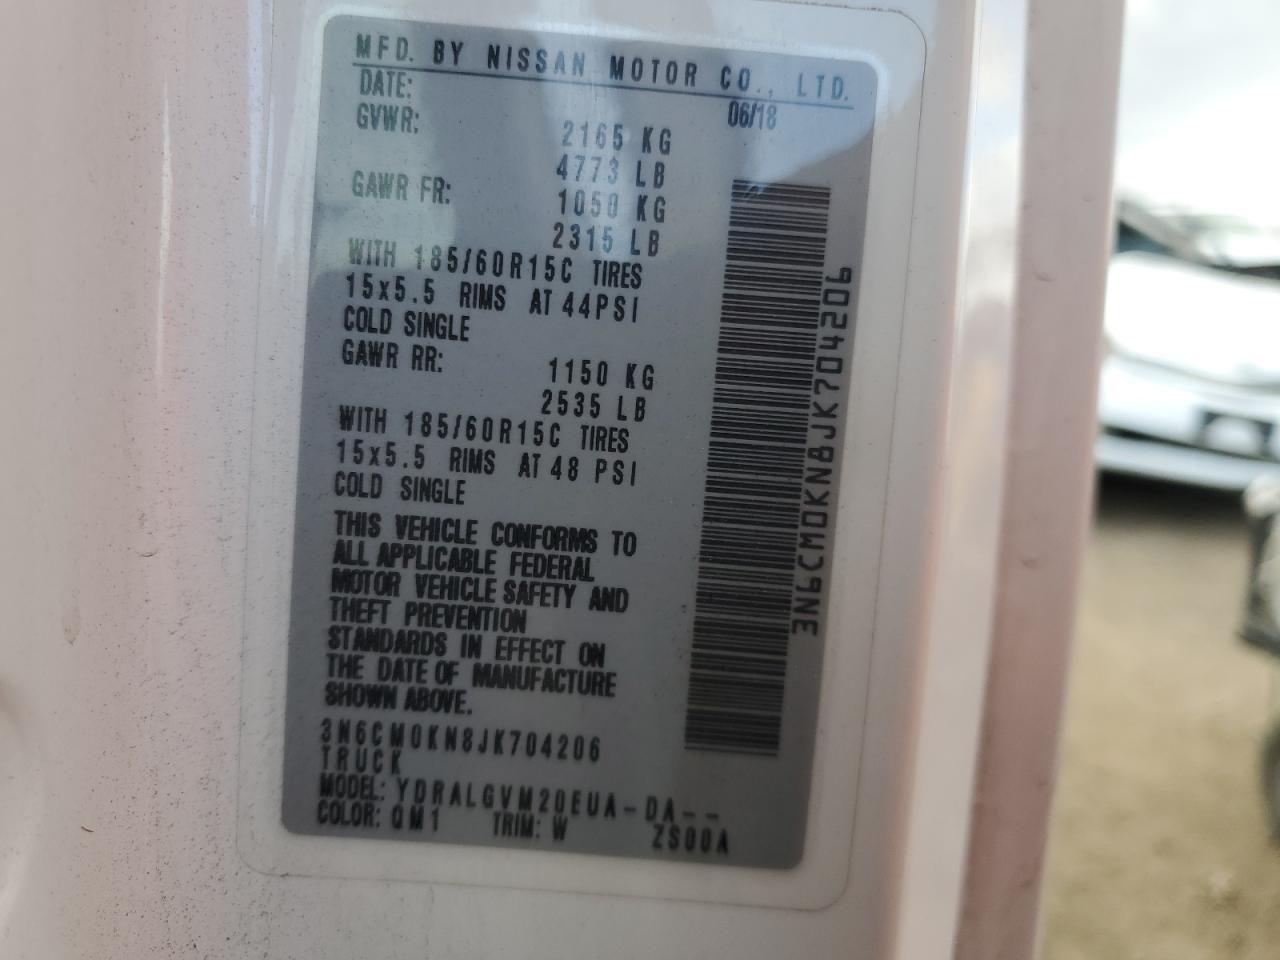 MFD. BY NISSAN MOTOR CO., LTD.
DATE: 06/18
GVWR: 2165 KG
4773 LB
GAWR FR: 1050 KG
2315 LB
WITH 185/60R15C TIRES
15x5.5 RIMS AT 44PSI
COLD SINGLE
GAWR RR: 1150 KG
2535 LB
WITH 185/60R15C TIRES
15x5.5 RIMS AT 48 PSI
COLD SINGLE
THIS VEHICLE CONFORMS TO
ALL APPLICABLE FEDERAL
MOTOR VEHICLE SAFETY AND
THEFT PREVENTION
STANDARDS IN EFFECT ON
THE DATE OF MANUFACTURE
SHOWN ABOVE.
3N6CM0KN8JK704206
TRUCK
MODEL: YDRALGVM20EUA-DA--
COLOR: QM1 TRIM: W ZS00A
3N6CM0KN8JK704206